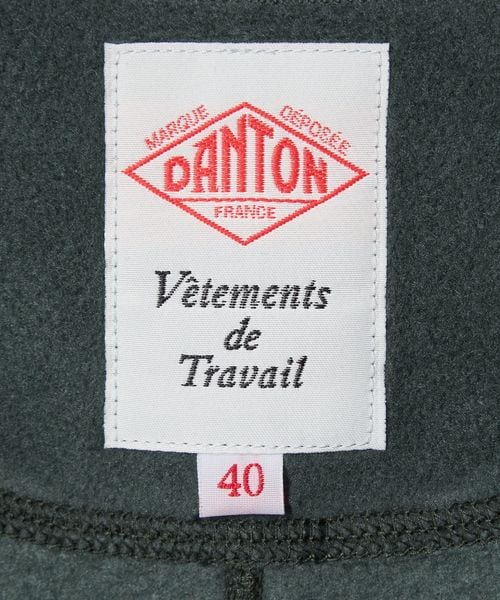 MARQUE DÉPOSÉE
DANTON
FRANCE
Vêtements
de
Travail
40